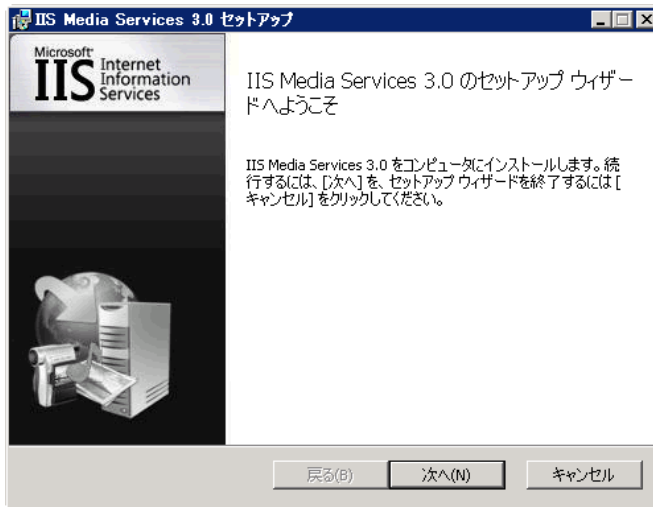 IIS Media Services 3.0 セットアップ
Microsoft
IIS Internet
Information
Services
IIS Media Services 3.0 のセットアップ ウィザー
ドへようこそ
IIS Media Services 3.0 をコンピュータにインストールします。続
行するには、[次へ] を、セットアップ ウィザードを終了するには [
キャンセル] をクリックしてください。
戻る(B)
次へ(N)
キャンセル